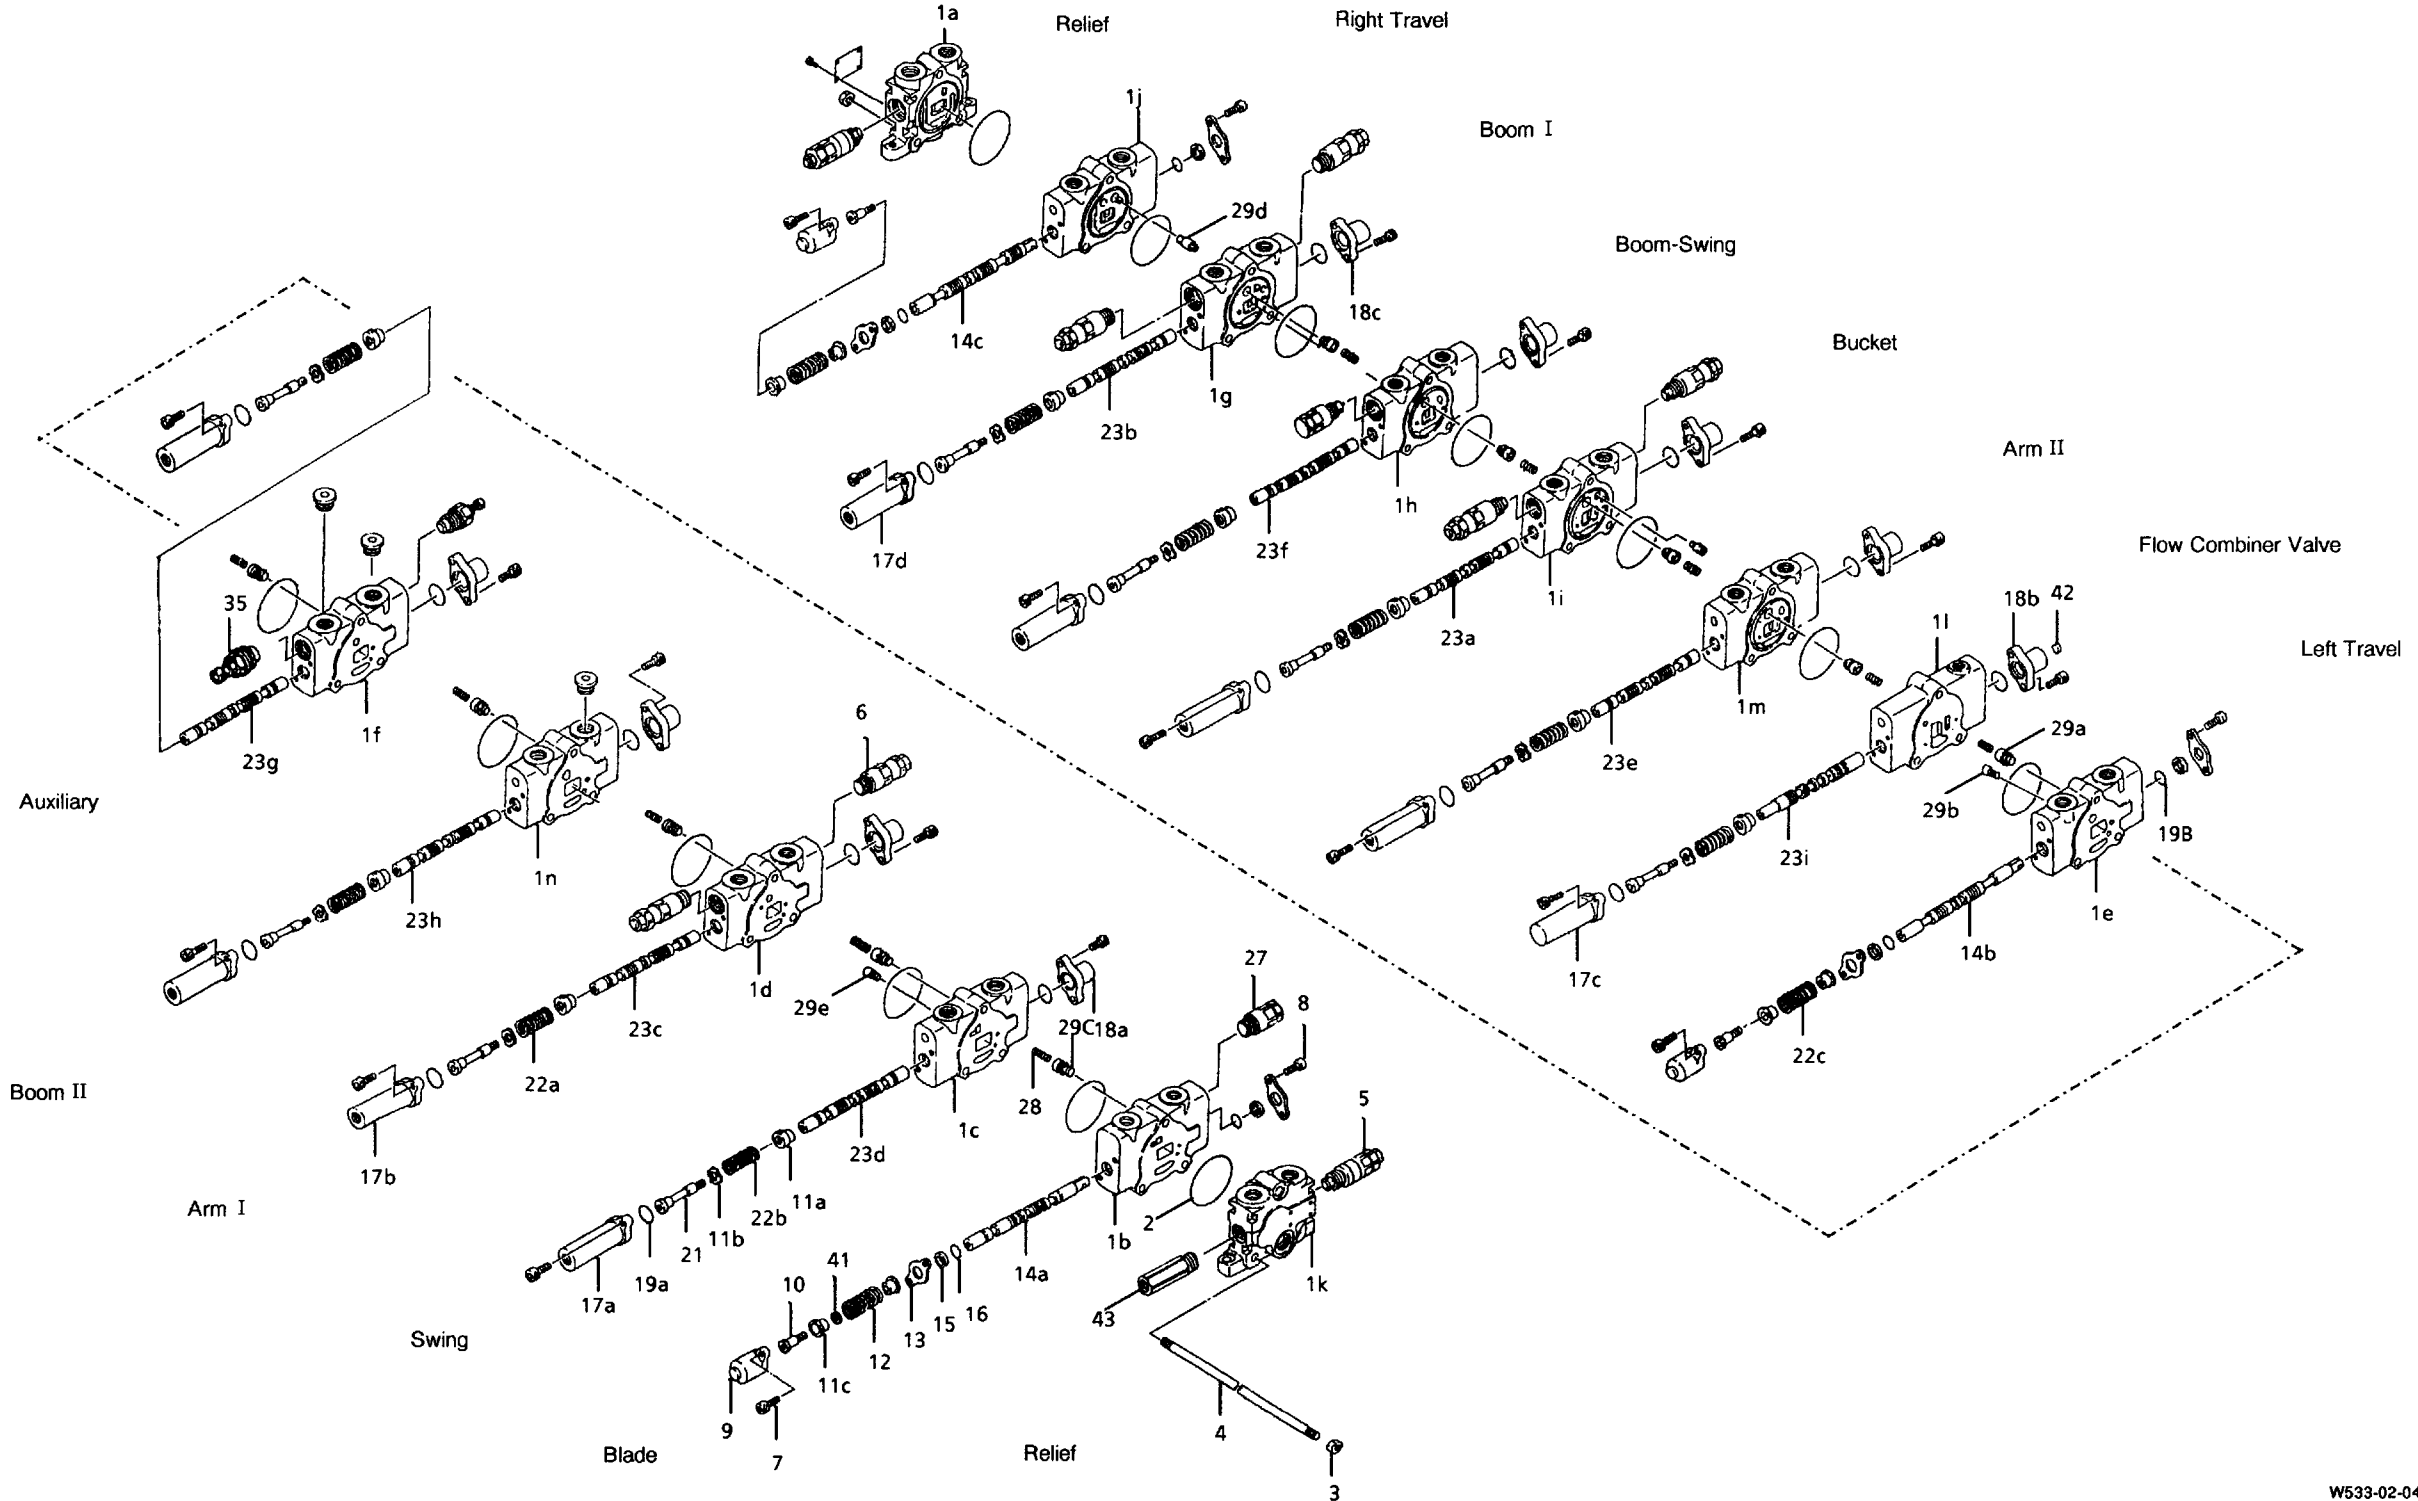 1a
Relief
Right Travel
1j
Boom I
29d
Boom-Swing
18c
14c
1g
Bucket
23b
Arm II
1h
23f
17d
Flow Combiner Valve
1i
18b
42
35
1l
23a
Left Travel
1m
29a
1f
6
23g
23e
29b
19B
Auxiliary
23i
1n
1e
23h
14b
17c
1d
27
29e
8
23c
29C
18a
22c
22a
Boom II
28
5
1c
23d
17b
11a
Arm I
22b
2
11b
1b
21
14a
41
19a
10
1k
17a
16
43
15
13
Swing
12
11c
9
4
Blade
Relief
7
3
W533-02-04